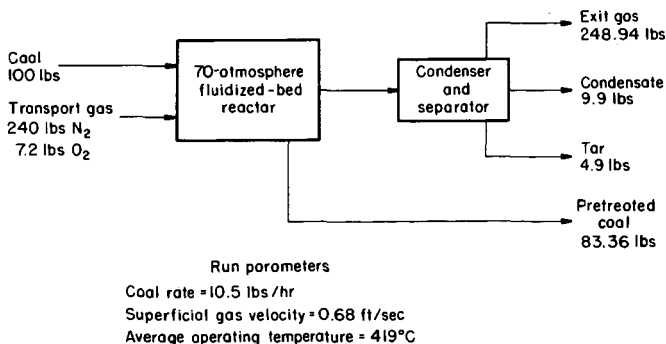 Coal
100 lbs
Transport gas
240 lbs N₂
7.2 lbs O₂
70-atmosphere
fluidized-bed
reactor
Condenser
and
separator
Exit gas
248.94 lbs
Condensate
9.9 lbs
Tar
4.9 lbs
Pretreated
coal
83.36 lbs
Run parameters
Coal rate = 10.5 lbs/hr
Superficial gas velocity = 0.68 ft/sec
Average operating temperature = 419°C